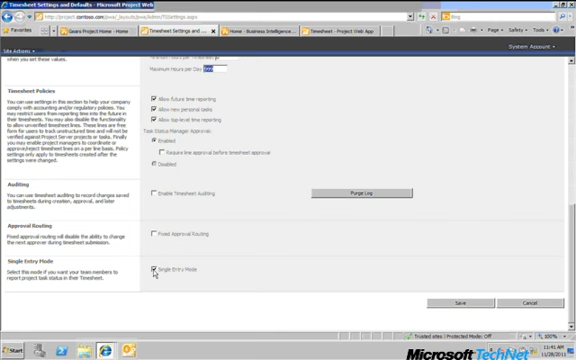 Timesheet Settings and Defaults - Microsoft Project Web
http://project.contoso.com/pwa/_layouts/pwa/Admin/TSSettings.aspx
Bing
Favorites
Gears Project Home - Home
Timesheet Settings and ...
Home - Business Intelligence...
Timesheet - Project Web App
Page
Safety
Tools
Site Actions
System Account
when you set these values.
Maximum Hours per Day
Timesheet Policies
You can use settings in this section to help your company
comply with accounting and/or regulatory policies. You
may restrict users from reporting time into the future in
their timesheets. You may also disable the functionality
that unverified timesheet lines. These lines are free
form for users to track unstructured time and will not be
verified against Project Server projects or tasks. Finally
you may enable project managers to coordinate or
approve/reject timesheet lines on a per line basis. Policy
settings only apply to timesheets created after the
settings were changed.
Allow future time reporting
Allow new personal tasks
Allow top-level time reporting
Task Status Manager Approval:
Enabled
Require line approval before timesheet approval
Disabled
Auditing
You can use timesheet auditing to record changes saved
to timesheets during creation, approval, and later
adjustments.
Enable Timesheet Auditing
Purge Log
Approval Routing
Fixed approval routing will disable the ability to change
the next approver during timesheet submission.
Fixed Approval Routing
Single Entry Mode
Select this mode if you want your team members to
report project task status in their Timesheet.
Single Entry Mode
Save
Cancel
Trusted sites | Protected Mode: Off
100%
Start
11:41 AM
11/28/2011
Microsoft TechNet